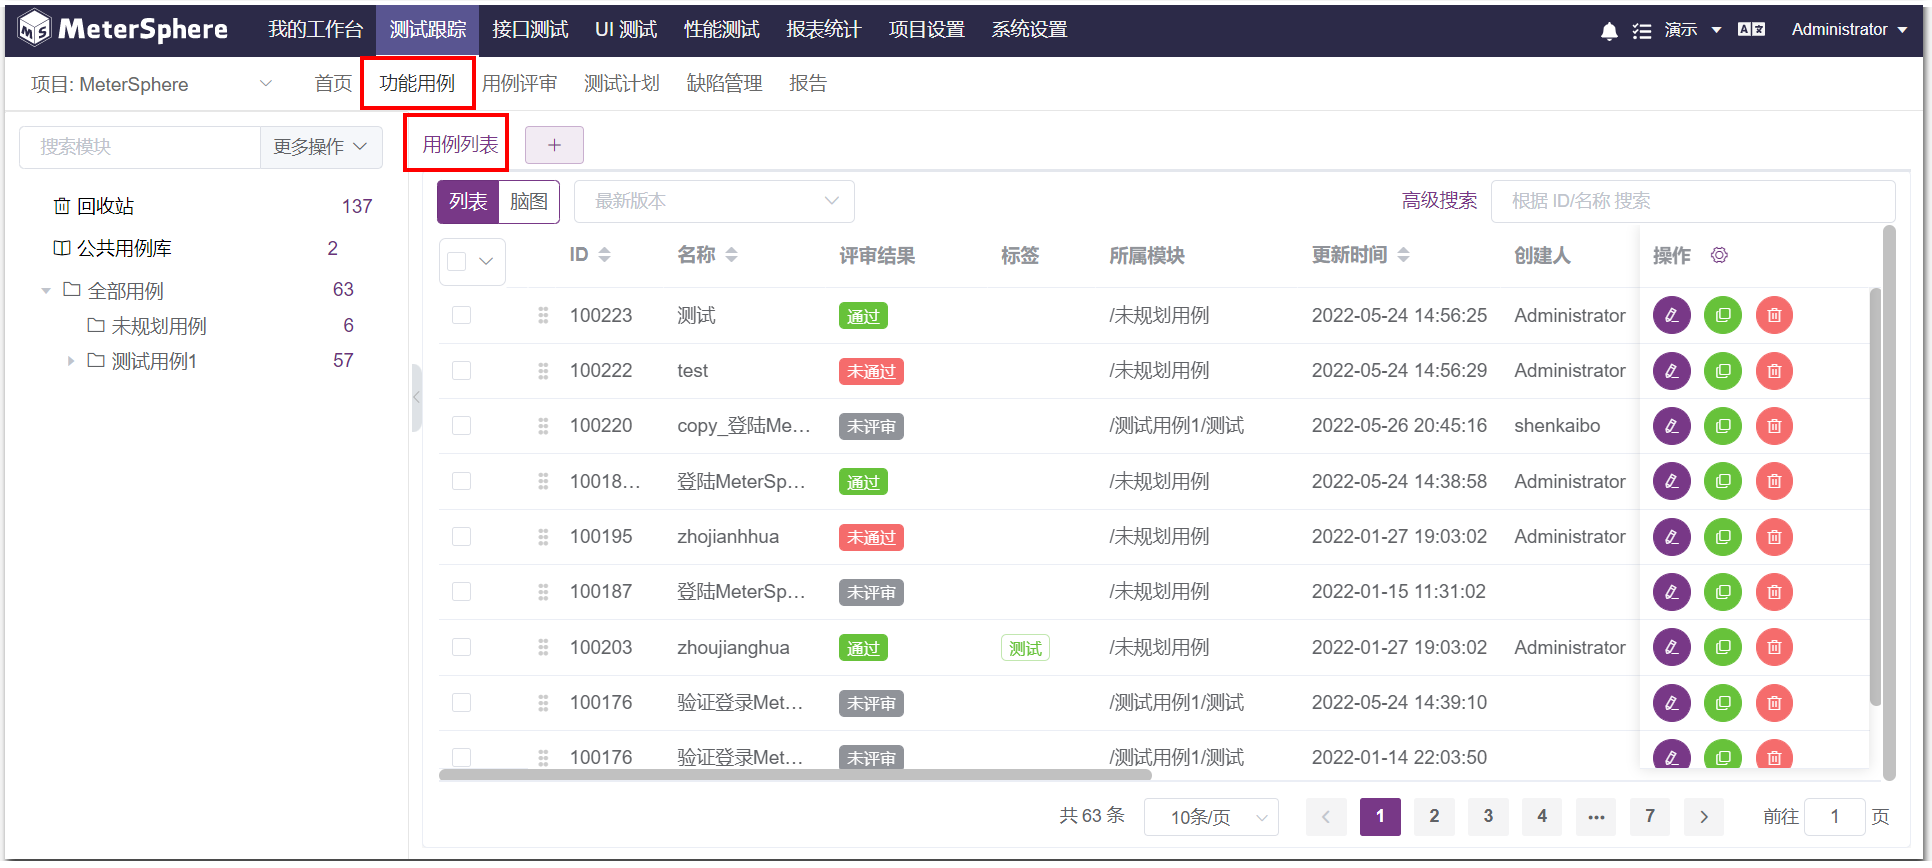 MeterSphere 我的工作台 测试跟踪 接口测试 UI 测试 性能测试 报表统计 项目设置 系统设置 演示 Administrator
项目: MeterSphere 首页 功能用例 用例评审 测试计划 缺陷管理 报告
搜索模块 更多操作 用例列表 +
回收站 137
公共用例库 2
全部用例 63
未规划用例 6
测试用例1 57
列表 脑图 最新版本 高级搜索 根据 ID/名称 搜索
ID 名称 评审结果 标签 所属模块 更新时间 创建人 操作
100223 测试 通过 /未规划用例 2022-05-24 14:56:25 Administrator
100222 test 未通过 /未规划用例 2022-05-24 14:56:29 Administrator
100220 copy_登陆Me... 未评审 /测试用例1/测试 2022-05-26 20:45:16 shenkaibo
10018... 登陆MeterSp... 通过 /未规划用例 2022-05-24 14:38:58 Administrator
100195 zhojianhhua 未通过 /未规划用例 2022-01-27 19:03:02 Administrator
100187 登陆MeterSp... 未评审 /未规划用例 2022-01-15 11:31:02
100203 zhoujianghua 通过 测试 /未规划用例 2022-01-27 19:03:02 Administrator
100176 验证登录Met... 未评审 /测试用例1/测试 2022-05-24 14:39:10
100176 验证登录Met... 未评审 /测试用例1/测试 2022-01-14 22:03:50
共 63 条 10条/页 1 2 3 4 ... 7 前往 1 页